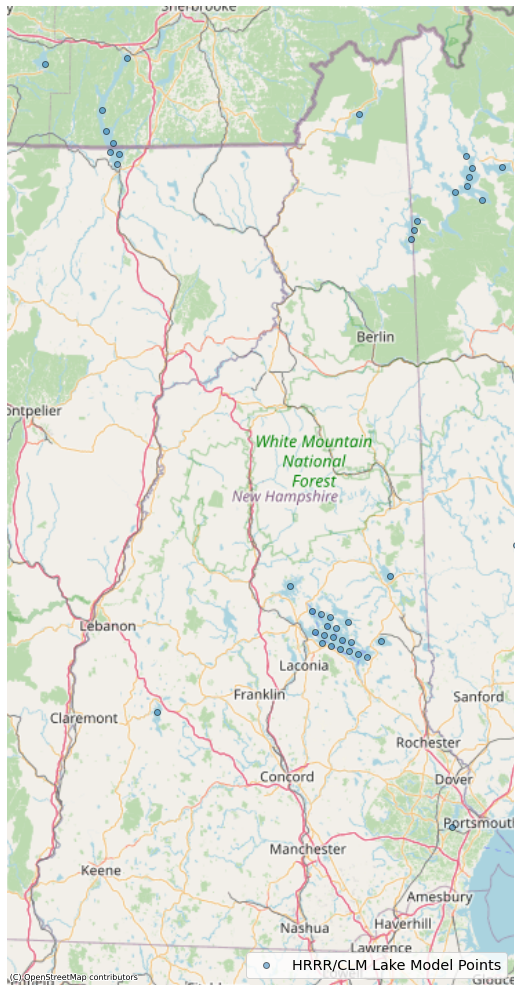 Sherbrooke
Berlin
ontpelier
White Mountain
National
Forest
New Hampshire
Lebanon
Laconia
Franklin
Sanford
Claremont
Rochester
Concord
Dover
Portsmouth
Manchester
Keene
Amesbury
Haverhill
Nashua
Lawrence
HRRR/CLM Lake Model Points
(C) OpenStreetMap contributors